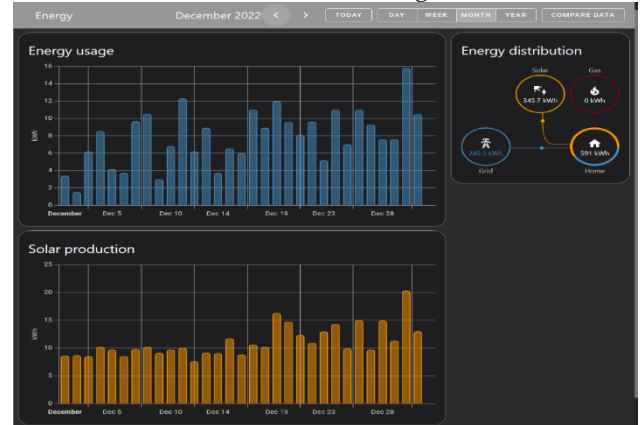 Energy December 2022 < > TODAY DAY WEEK MONTH YEAR COMPARE DATA
Energy usage
16
14
12
10
8
6
4
2
0
kWh
December Dec 5 Dec 10 Dec 14 Dec 19 Dec 23 Dec 28
Solar production
25
20
15
10
5
0
kWh
December Dec 5 Dec 10 Dec 14 Dec 19 Dec 23 Dec 28
Energy distribution
Solar Gas
345.7 kWh 0 kWh
245.3 kWh 591 kWh
Grid Home